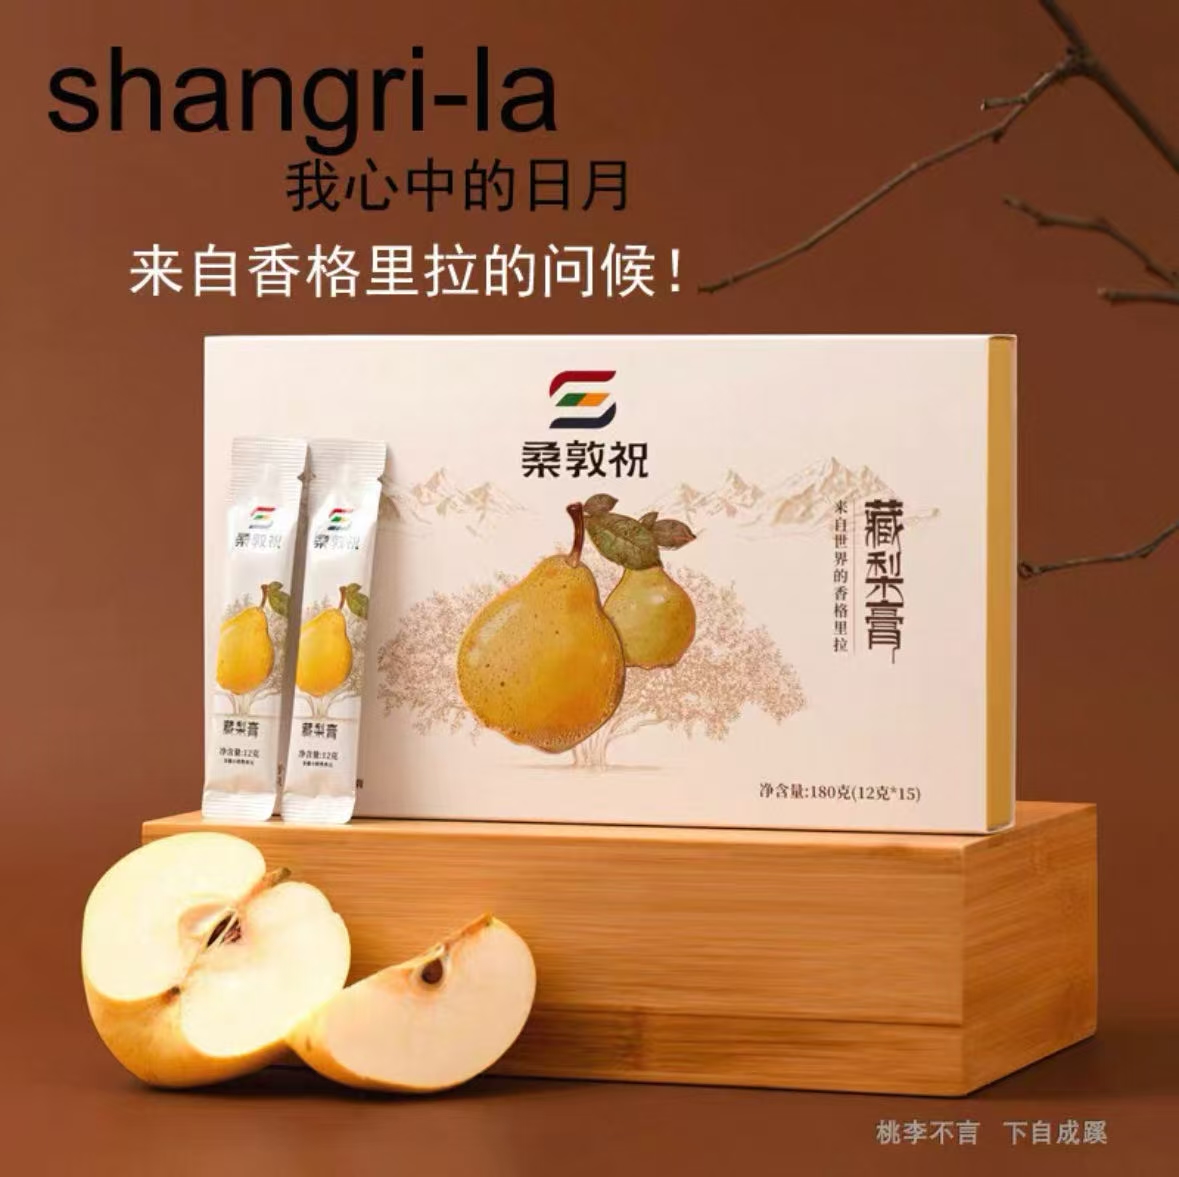 shangri-la
我心中的日月
来自香格里拉的问候!
桑敦祝
藏梨膏
来自世界的香格里拉
净含量:180克(12克*15)
桑敦祝
藏梨膏
净含量:12克
桑敦祝
藏梨膏
净含量:12克
桃李不言 下自成蹊